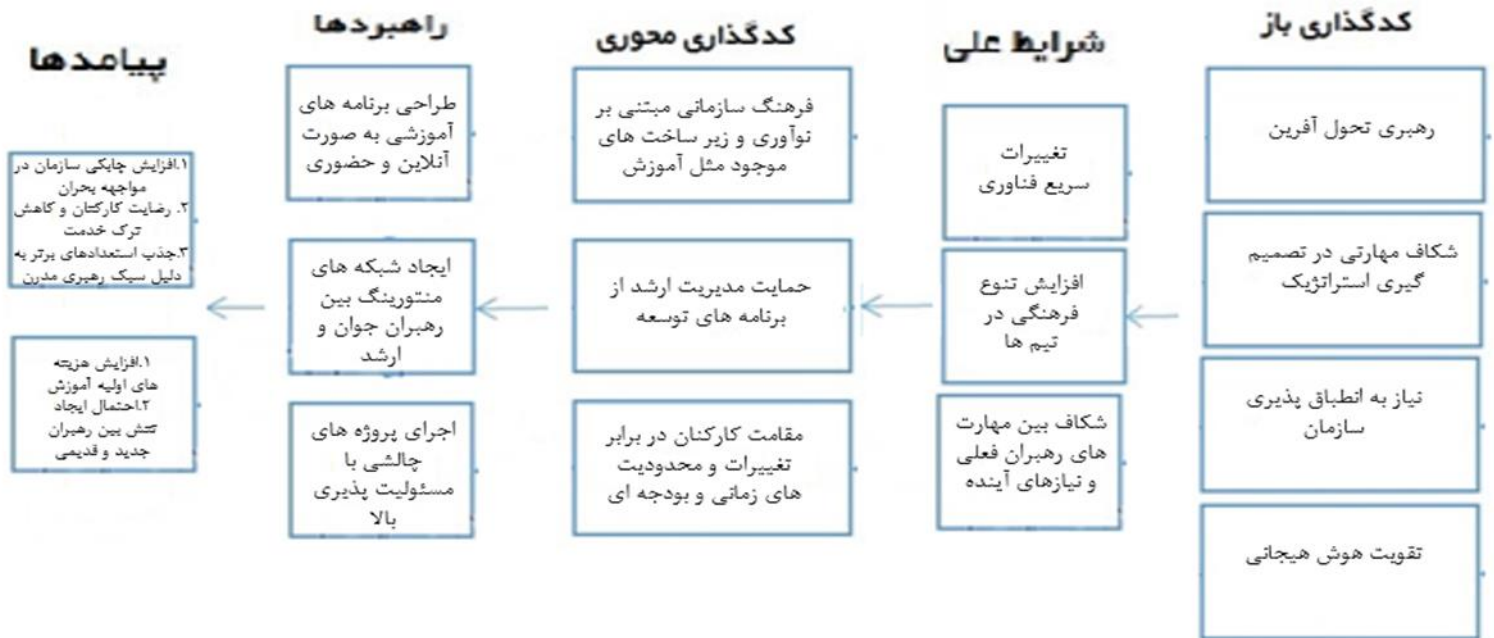 کدگذاری باز
رهبری تحول آفرین
شکاف مهارتی در تصمیم
گیری استراتژیک
نیاز به انطباق پذیری
سازمان
تقویت هوش هیجانی
شرایط علی
تغییرات
سریع فناوری
افزایش تنوع
فرهنگی در
تیم ها
شکاف بین مهارت
های رهبران فعلی
و نیازهای آینده
کدگذاری محوری
فرهنگ سازمانی مبتنی بر
نوآوری و زیر ساخت های
موجود مثل آموزش
حمایت مدیریت ارشد از
برنامه های توسعه
مقامت کارکنان در برابر
تغییرات و محدودیت
های زمانی و بودجه ای
راهبردها
طراحی برنامه های
آموزشی به صورت
آنلاین و حضوری
ایجاد شبکه های
منتورینگ بین
رهبران جوان و
ارشد
اجرای پروژه های
چالشی با
مسئولیت پذیری
بالا
پیامدها
۱.افزایش چابکی سازمان در
مواجهه بحران
۲. رضایت کارکنان و کاهش
ترک خدمت
۳.جذب استعدادهای برتر به
دلیل سبک رهبری مدرن
۱.افزایش هزینه
های اولیه آموزش
۲.احتمال ایجاد
تنش بین رهبران
جدید و قدیمی